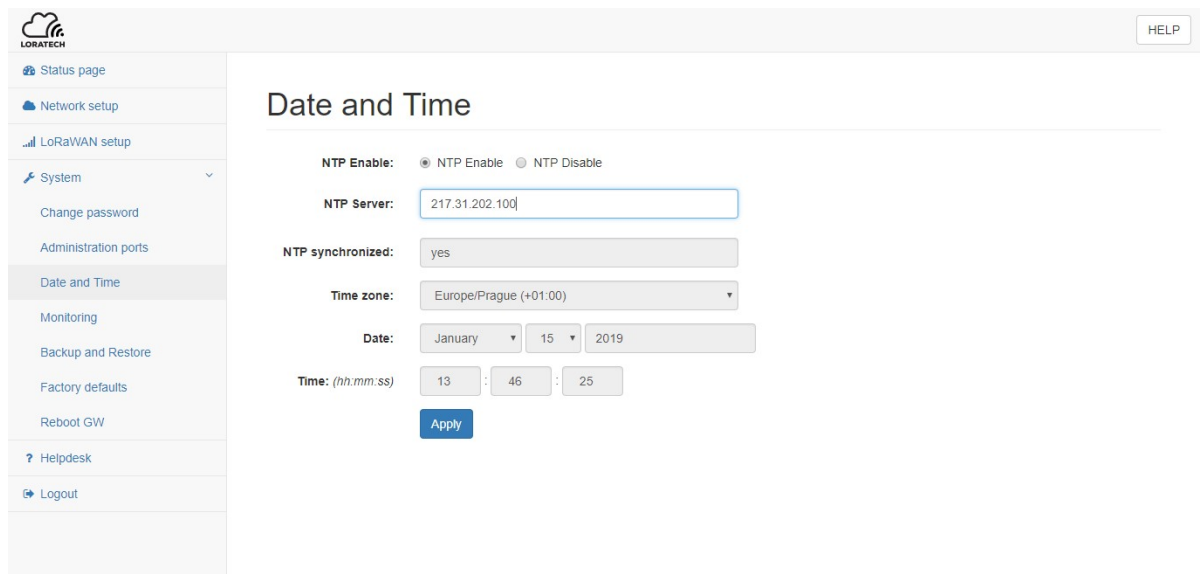 LORATECH
HELP
Status page
Network setup
LoRaWAN setup
System
Change password
Administration ports
Date and Time
Monitoring
Backup and Restore
Factory defaults
Reboot GW
? Helpdesk
Logout
Date and Time
NTP Enable: NTP Enable NTP Disable
NTP Server: 217.31.202.100
NTP synchronized: yes
Time zone: Europe/Prague (+01:00)
Date: January 15 2019
Time: (hh:mm:ss) 13 : 46 : 25
Apply